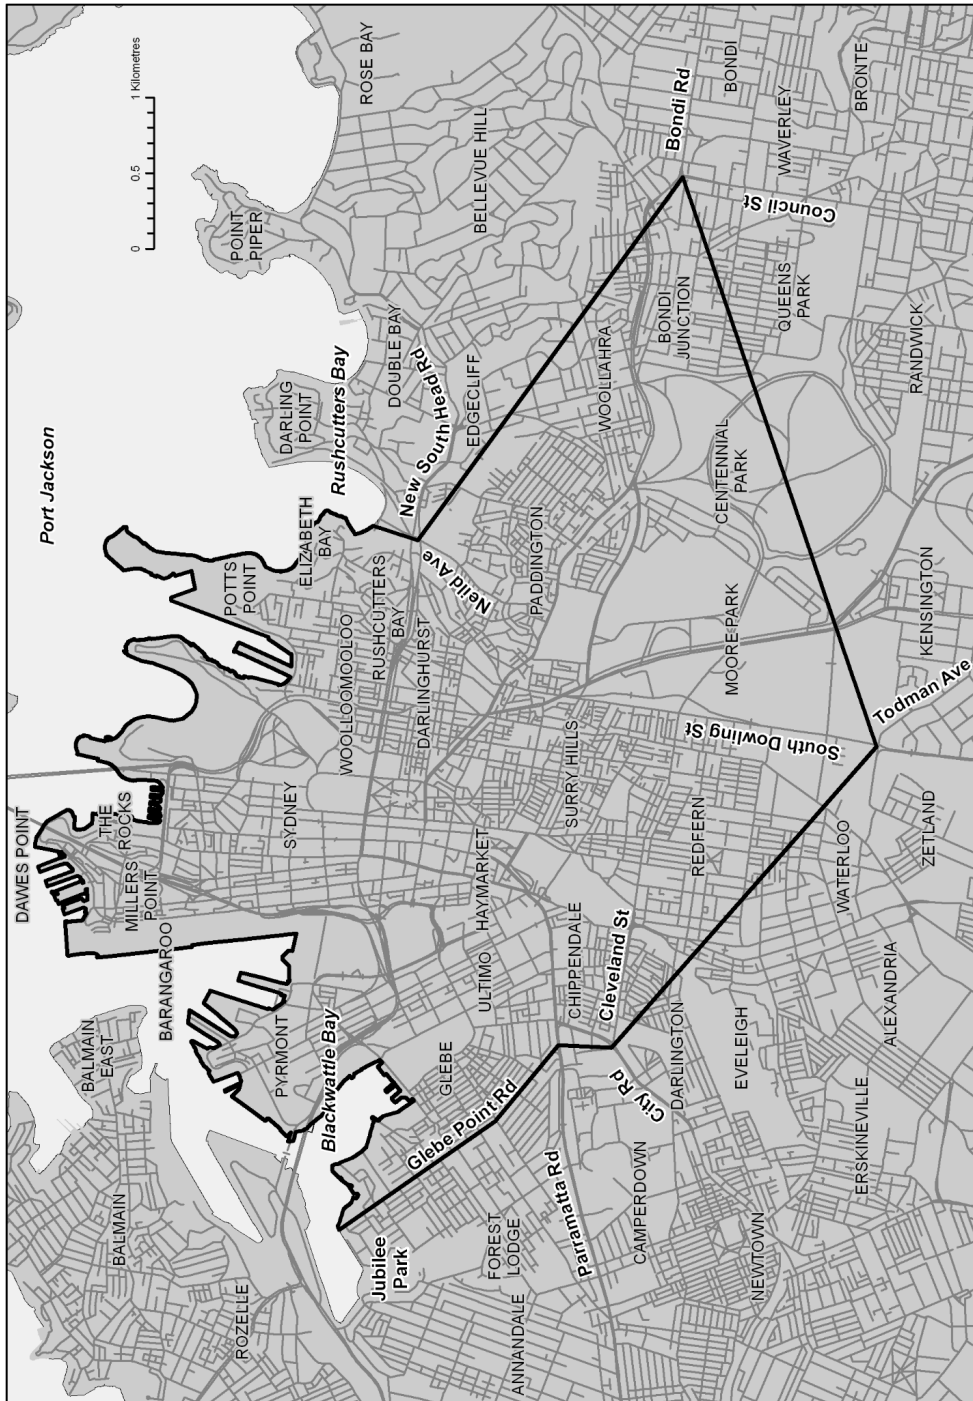 Port Jackson
DAWES POINT
BALMAIN
EAST
THE
ROCKS
MILLERS
POINT
BARANGAROO
1 Kilometres
0.5
0
BALMAIN
POINT
PIPER
ROZELLE
POTTS
POINT
PYRMONT
SYDNEY
DARLING
POINT
ELIZABETH
BAY
Blackwattle Bay
Rushcutters Bay
WOOLLOOMOOLOO
ROSE BAY
Jubilee
Park
RUSHCUTTERS
BAY
DOUBLE BAY
Glebe Point Rd
GLEBE
DARLINGHURST
New South Head Rd
ULTIMO
HAYMARKET
Neild Ave
EDGECLIFF
BELLEVUE HILL
FOREST
LODGE
ANNANDALE
PADDINGTON
Parramatta Rd
CHIPPENDALE
SURRY HILLS
WOOLLAHRA
Cleveland St
City Rd
CAMPERDOWN
DARLINGTON
BONDI
JUNCTION
Bondi Rd
REDFERN
South Dowling St
MOORE PARK
CENTENNIAL
PARK
BONDI
EVELEIGH
NEWTOWN
QUEENS
PARK
WAVERLEY
Council St
WATERLOO
ERSKINEVILLE
BRONTE
ALEXANDRIA
ZETLAND
Todman Ave
KENSINGTON
RANDWICK